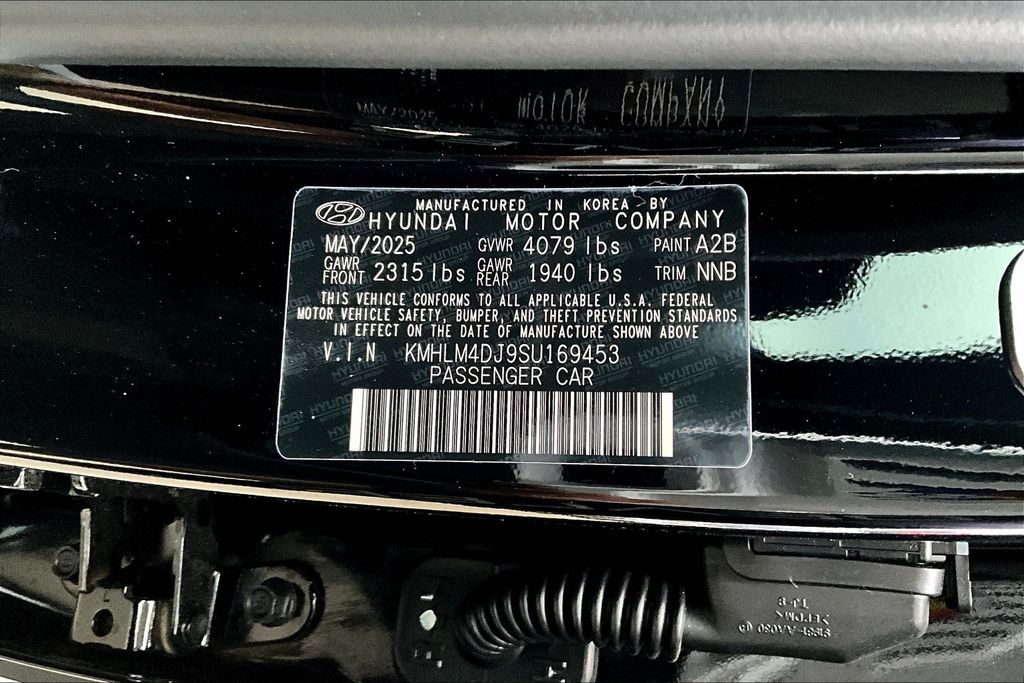 MANUFACTURED IN KOREA BY
HYUNDAI MOTOR COMPANY
MAY/2025 GVWR 4079 lbs PAINT A2B
GAWR FRONT 2315 lbs GAWR REAR 1940 lbs TRIM NNB
THIS VEHICLE CONFORMS TO ALL APPLICABLE U.S.A. FEDERAL
MOTOR VEHICLE SAFETY, BUMPER, AND THEFT PREVENTION STANDARDS
IN EFFECT ON THE DATE OF MANUFACTURE SHOWN ABOVE
V.I.N KMHLM4DJ9SU169453
PASSENGER CAR